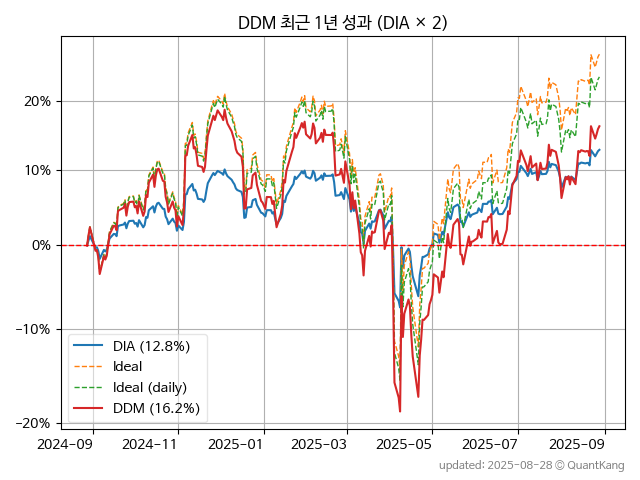 DDM 최근 1년 성과 (DIA × 2)
20%
10%
0%
−10%
−20%
DIA (12.8%)
Ideal
Ideal (daily)
DDM (16.2%)
2024-09 2024-11 2025-01 2025-03 2025-05 2025-07 2025-09
updated: 2025-08-28 © QuantKang